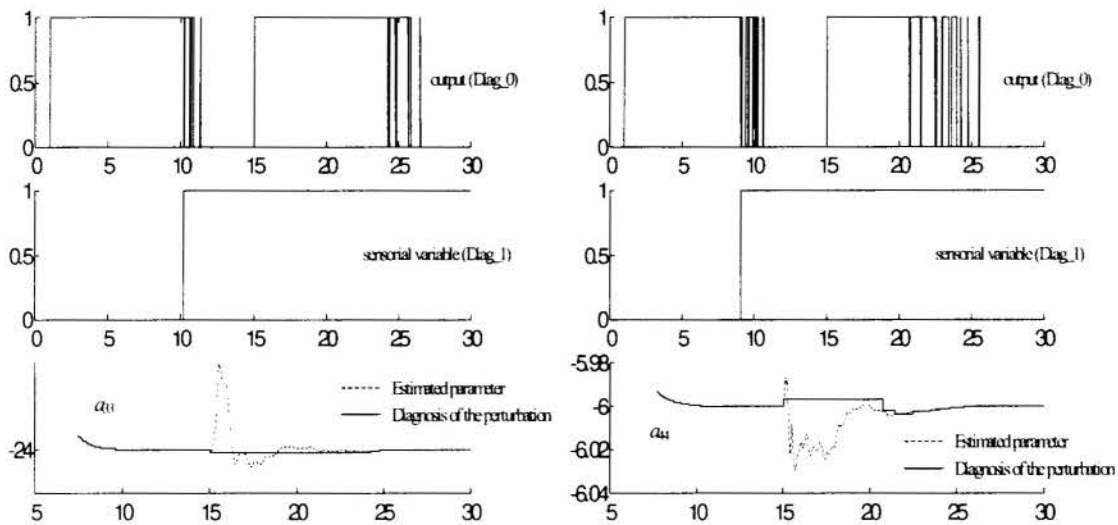 1
0.5
0
output (Diag_0)
0 5 10 15 20 25 30
1
0.5
0
sensorial variable (Diag_1)
0 5 10 15 20 25 30
a33
Estimated parameter
Diagnosis of the perturbation
-24
5 10 15 20 25 30
1
0.5
0
output (Diag_0)
0 5 10 15 20 25 30
1
0.5
0
sensorial variable (Diag_1)
0 5 10 15 20 25 30
-5.98
-6
-6.02
-6.04
a44
Estimated parameter
Diagnosis of the perturbation
5 10 15 20 25 30